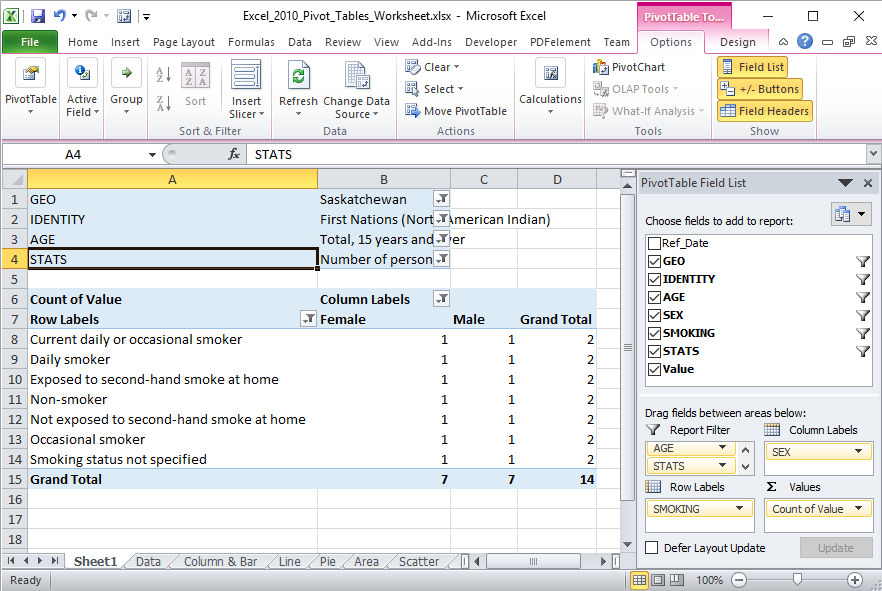 Excel_2010_Pivot_Tables_Worksheet.xlsx - Microsoft Excel
PivotTable To...
File Home Insert Page Layout Formulas Data Review View Add-Ins Developer PDFelement Team Options Design
PivotTable Active Field Group Sort Insert Slicer Refresh Change Data Source Clear Select Move PivotTable Calculations PivotChart OLAP Tools What-If Analysis Field List +/- Buttons Field Headers
Sort & Filter Data Actions Tools Show
A4 fx STATS
A B C D
1 GEO Saskatchewan
2 IDENTITY First Nations (North American Indian)
3 AGE Total, 15 years and over
4 STATS Number of person
5
6 Count of Value Column Labels
7 Row Labels Female Male Grand Total
8 Current daily or occasional smoker 1 1 2
9 Daily smoker 1 1 2
10 Exposed to second-hand smoke at home 1 1 2
11 Non-smoker 1 1 2
12 Not exposed to second-hand smoke at home 1 1 2
13 Occasional smoker 1 1 2
14 Smoking status not specified 1 1 2
15 Grand Total 7 7 14
16
17
18
PivotTable Field List
Choose fields to add to report:
Ref_Date
GEO
IDENTITY
AGE
SEX
SMOKING
STATS
Value
Drag fields between areas below:
Report Filter
AGE
STATS
Column Labels
SEX
Row Labels
SMOKING
Σ Values
Count of Value
Defer Layout Update Update
Sheet1 Data Column & Bar Line Pie Area Scatter
Ready 100%